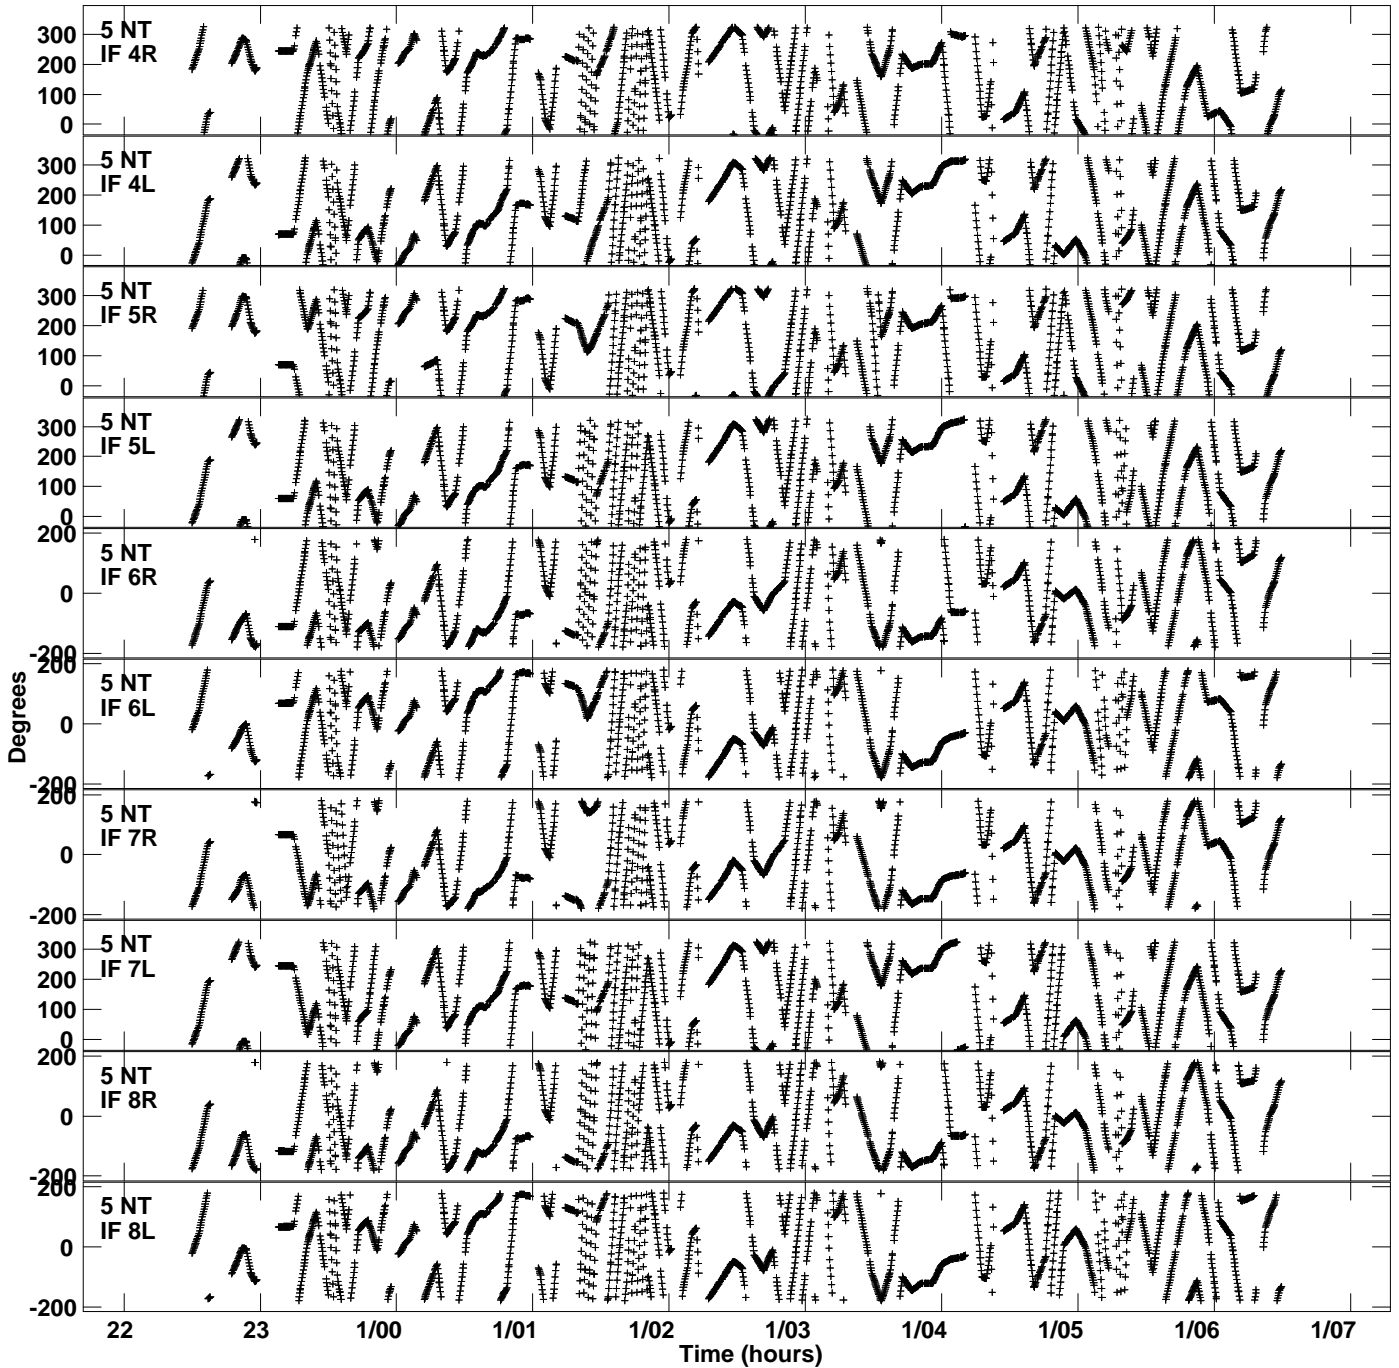 5 NT
IF 4R
300
200
100
0
5 NT
IF 4L
300
200
100
0
5 NT
IF 5R
300
200
100
0
5 NT
IF 5L
300
200
100
0
5 NT
IF 6R
200
0
-200
5 NT
IF 6L
200
0
-200
5 NT
IF 7R
200
0
-200
5 NT
IF 7L
300
200
100
0
5 NT
IF 8R
200
0
-200
5 NT
IF 8L
200
0
-200
Degrees
22 23 1/00 1/01 1/02 1/03 1/04 1/05 1/06 1/07
Time (hours)